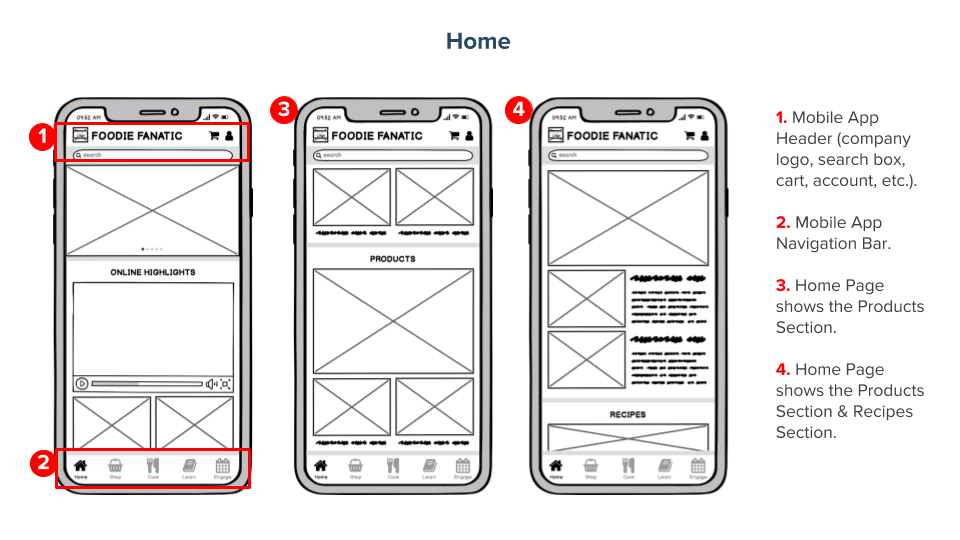 Home
1
09:52 AM
FOODIE FANATIC
search
ONLINE HIGHLIGHTS
2
Home Shop Cook Learn Engage
3
09:52 AM
FOODIE FANATIC
search
PRODUCTS
Home Shop Cook Learn Engage
4
09:52 AM
FOODIE FANATIC
search
RECIPES
Home Shop Cook Learn Engage
1. Mobile App
Header (company
logo, search box,
cart, account, etc.).
2. Mobile App
Navigation Bar.
3. Home Page
shows the Products
Section.
4. Home Page
shows the Products
Section & Recipes
Section.